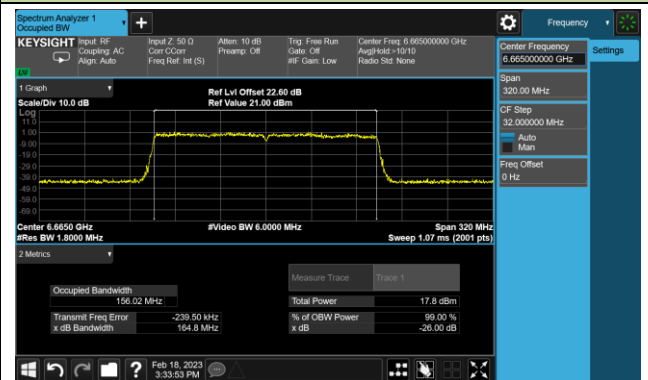 Spectrum Analyzer 1
Occupied BW
Frequency
KEYSIGHT
Input: RF
Coupling: AC
Align: Auto
Input Z: 50 Ω
Corr CCorr
Freq Ref: Int (S)
Atten: 10 dB
Preamp: Off
Trig: Free Run
Gate: Off
#IF Gain: Low
Center Freq: 6.665000000 GHz
Avg|Hold:>10/10
Radio Std: None
LXI
Center Frequency
6.665000000 GHz
Settings
Span
320.00 MHz
CF Step
32.000000 MHz
Auto
Man
Freq Offset
0 Hz
1 Graph
Scale/Div 10.0 dB
Ref Lvl Offset 22.60 dB
Ref Value 21.00 dBm
Log
11.0
1.00
-9.00
-19.0
-29.0
-39.0
-49.0
-59.0
-69.0
Center 6.6650 GHz
#Video BW 6.0000 MHz
Span 320 MHz
#Res BW 1.8000 MHz
Sweep 1.07 ms (2001 pts)
2 Metrics
Measure Trace
Trace 1
Occupied Bandwidth
156.02 MHz
Total Power
17.8 dBm
Transmit Freq Error
-239.50 kHz
% of OBW Power
99.00 %
x dB Bandwidth
164.8 MHz
x dB
-26.00 dB
Feb 18, 2023
3:33:53 PM